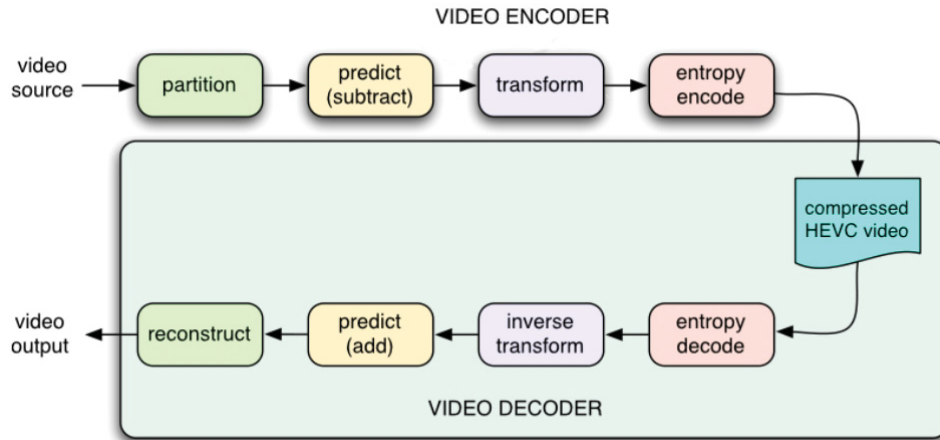 VIDEO ENCODER
video
source
partition
predict
(subtract)
transform
entropy
encode
compressed
HEVC video
video
output
reconstruct
predict
(add)
inverse
transform
entropy
decode
VIDEO DECODER